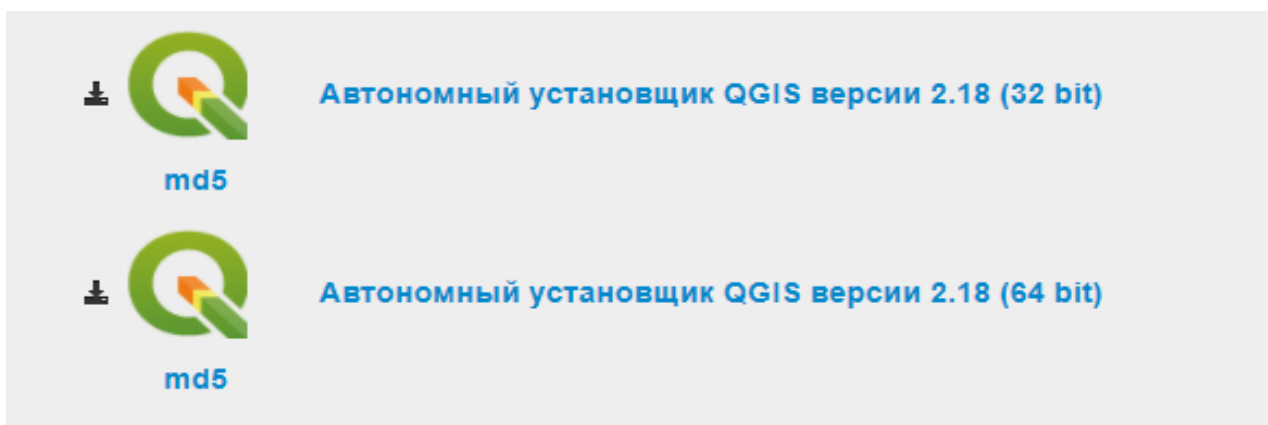 Автономный установщик QGIS версии 2.18 (32 bit)
md5
Автономный установщик QGIS версии 2.18 (64 bit)
md5